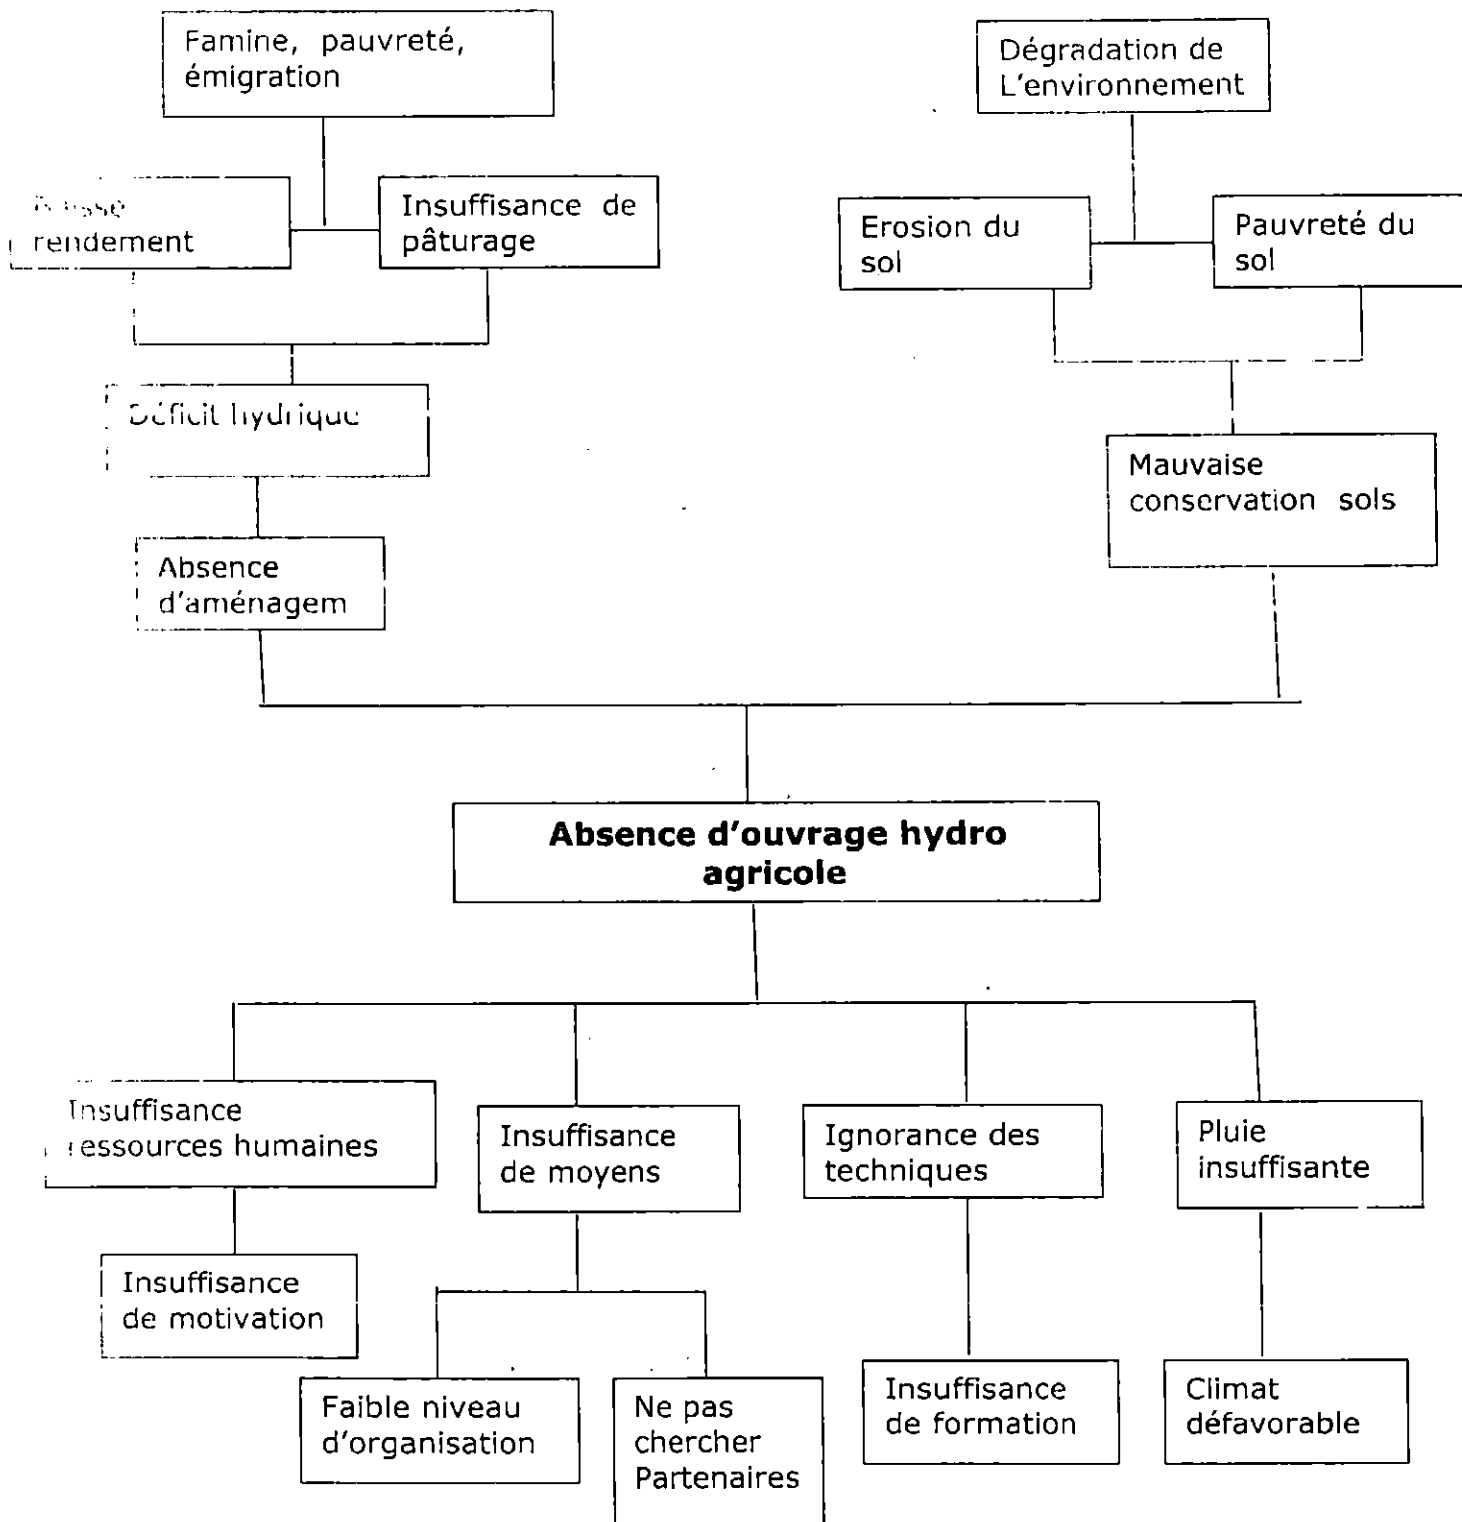 Famine, pauvreté,
émigration
Dégradation de
L'environnement
rendement
Insuffisance de
pâturage
Erosion du
sol
Pauvreté du
sol
Déficit hydrique
Mauvaise
conservation sols
Absence
d'aménagem
Absence d'ouvrage hydro
agricole
Insuffisance
ressources humaines
Insuffisance
de moyens
Ignorance des
techniques
Pluie
insuffisante
Insuffisance
de motivation
Faible niveau
d'organisation
Ne pas
chercher
Partenaires
Insuffisance
de formation
Climat
défavorable